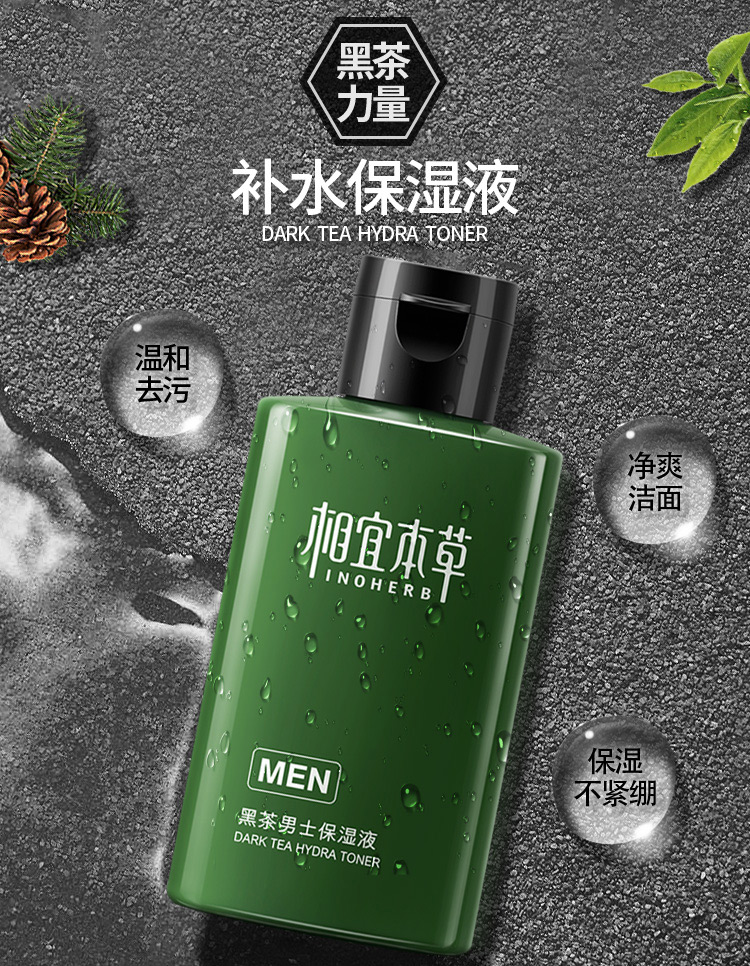 黑茶
力量
补水保湿液
DARK TEA HYDRA TONER
温和
去污
净爽
洁面
相宜本草
INOHERB
保湿
不紧绷
MEN
黑茶男士保湿液
DARK TEA HYDRA TONER